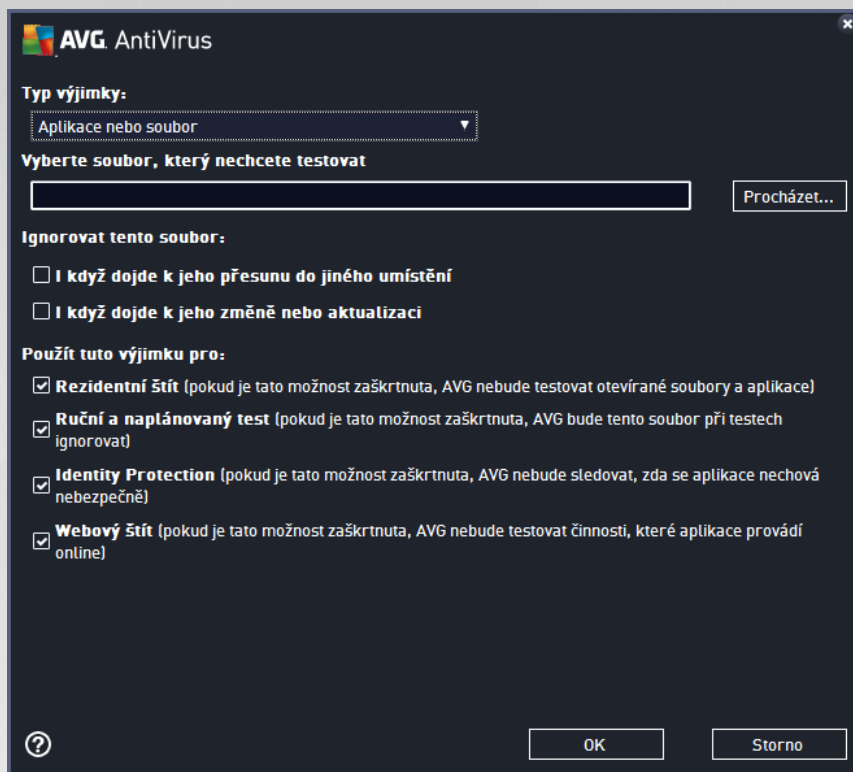 AVG. AntiVirus
Typ výjimky:
Aplikace nebo soubor
Vyberte soubor, který nechcete testovat
Procházet...
Ignorovat tento soubor:
I když dojde k jeho přesunu do jiného umístění
I když dojde k jeho změně nebo aktualizaci
Použít tuto výjimku pro:
Rezidentní štít (pokud je tato možnost zaškrtnuta, AVG nebude testovat otevírané soubory a aplikace)
Ruční a naplánovaný test (pokud je tato možnost zaškrtnuta, AVG bude tento soubor při testech
ignorovat)
Identity Protection (pokud je tato možnost zaškrtnuta, AVG nebude sledovat, zda se aplikace nechová
nebezpečně)
Webový štít (pokud je tato možnost zaškrtnuta, AVG nebude testovat činnosti, které aplikace provádí
online)
OK
Storno